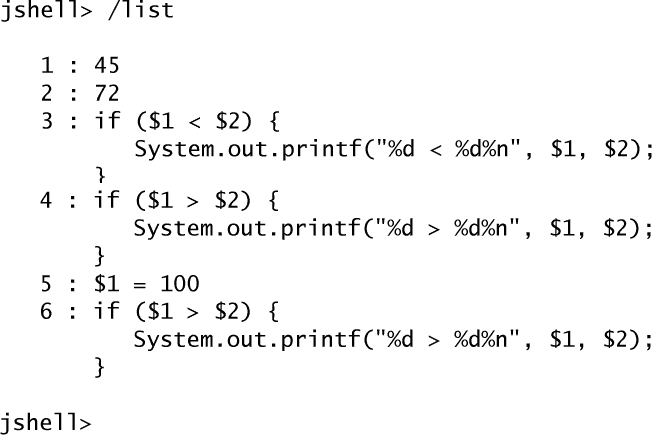 jshell> /list
1 : 45
2 : 72
3 : if ($1 < $2) {
System.out.printf("%d < %d%n", $1, $2);
}
4 : if ($1 > $2) {
System.out.printf("%d > %d%n", $1, $2);
}
5 : $1 = 100
6 : if ($1 > $2) {
System.out.printf("%d > %d%n", $1, $2);
}
jshell>